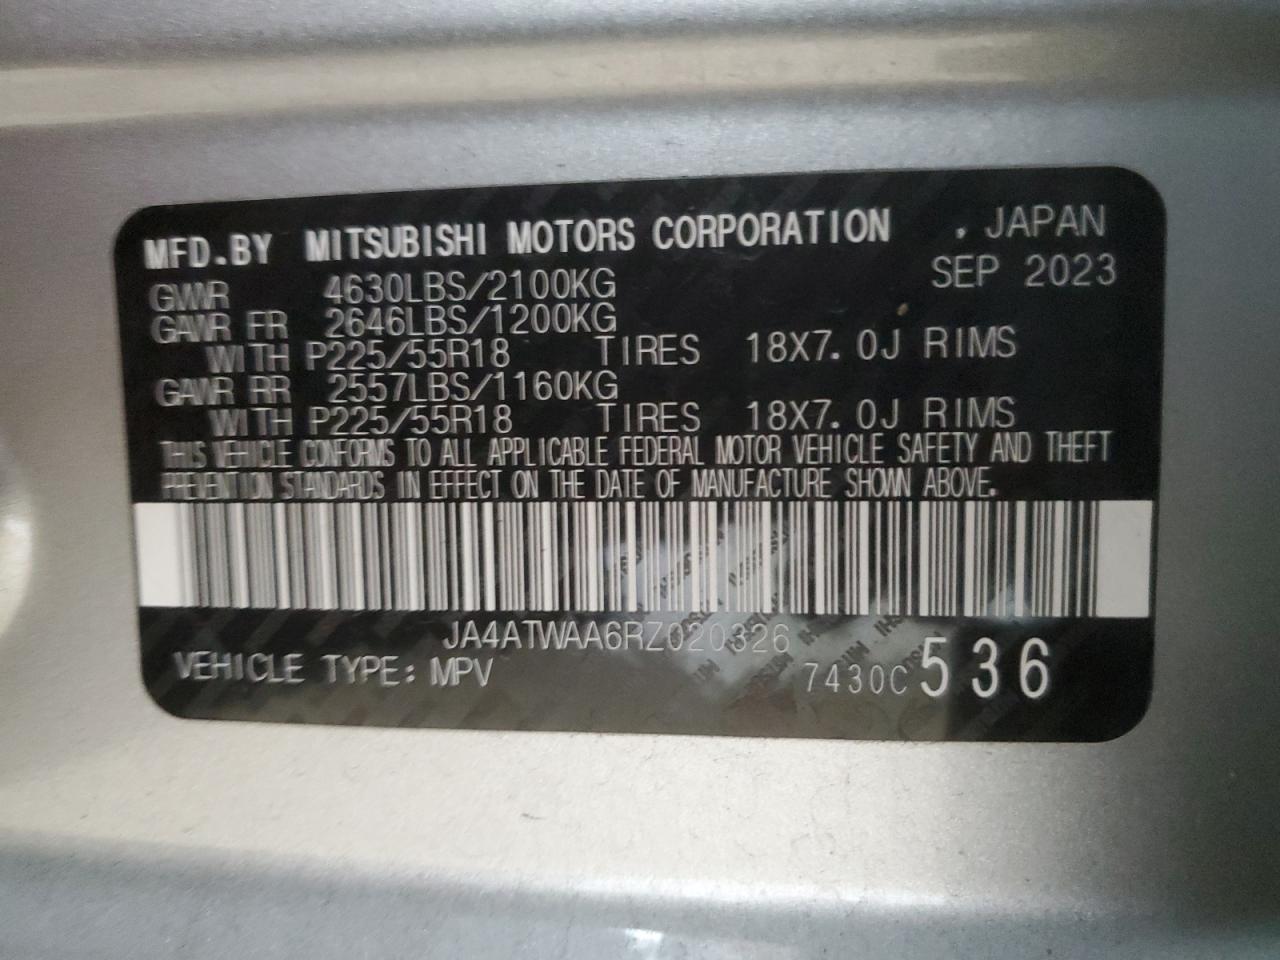 MFD.BY MITSUBISHI MOTORS CORPORATION , JAPAN
SEP 2023
GVWR 4630LBS/2100KG
GAWR FR 2646LBS/1200KG
WITH P225/55R18 TIRES 18X7.0J RIMS
GAWR RR 2557LBS/1160KG
WITH P225/55R18 TIRES 18X7.0J RIMS
THIS VEHICLE CONFORMS TO ALL APPLICABLE FEDERAL MOTOR VEHICLE SAFETY AND THEFT
PREVENTION STANDARDS IN EFFECT ON THE DATE OF MANUFACTURE SHOWN ABOVE.
JA4ATWAA6RZ020326
VEHICLE TYPE: MPV 7430C 536